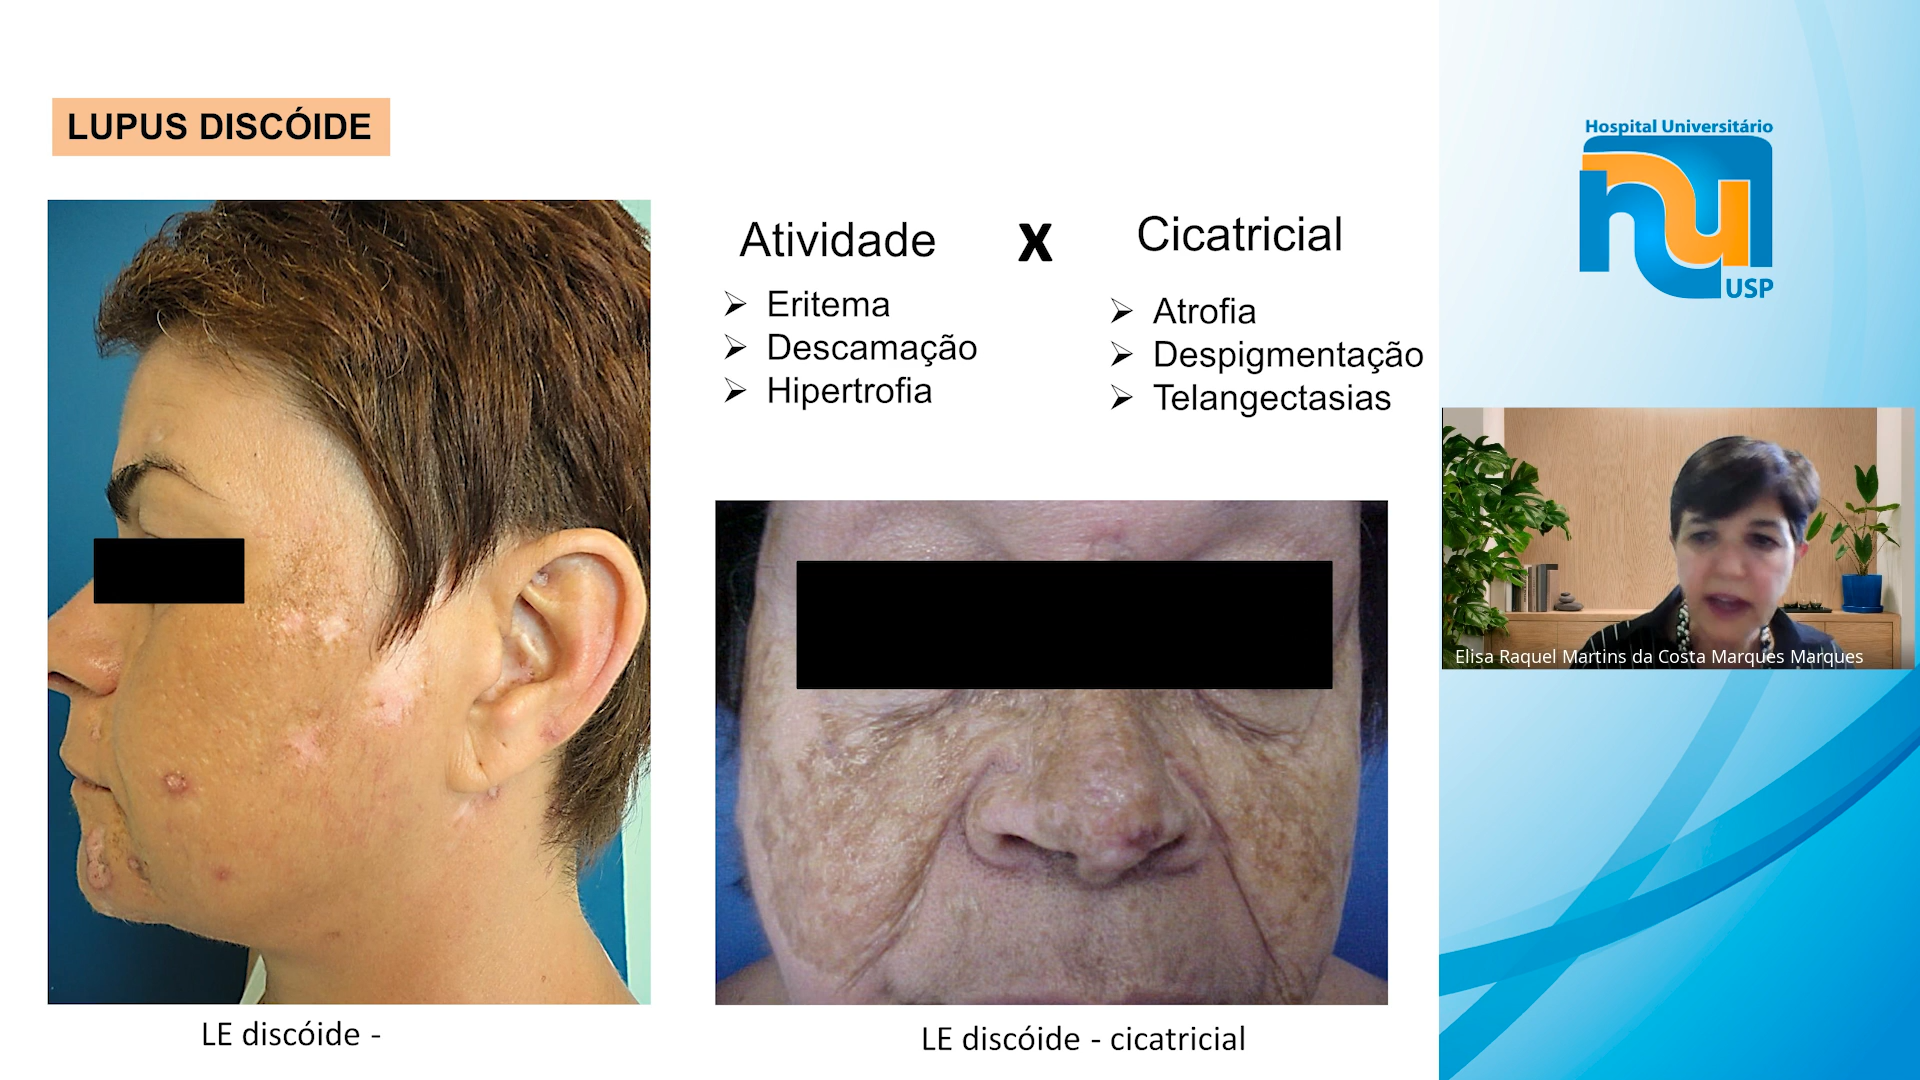 LUPUS DISCÓIDE
Atividade
X
Cicatricial
Eritema
Descamação
Hipertrofia
Atrofia
Despigmentação
Telangectasias
LE discóide -
LE discóide - cicatricial
Hospital Universitário
hu
USP
Elisa Raquel Martins da Costa Marques Marques